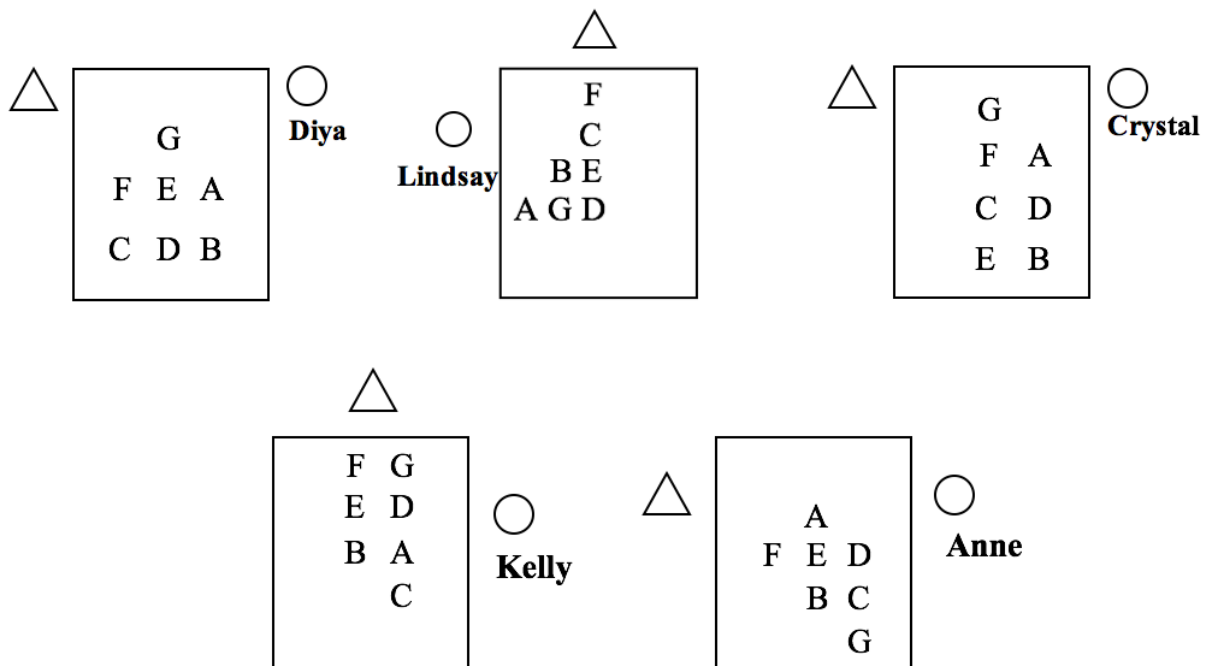 G
F E A
C D B
Diya
F
C
B E
A G D
Lindsay
G
F A
C D
E B
Crystal
F G
E D
B A
C
Kelly
A
F E D
B C
G
Anne